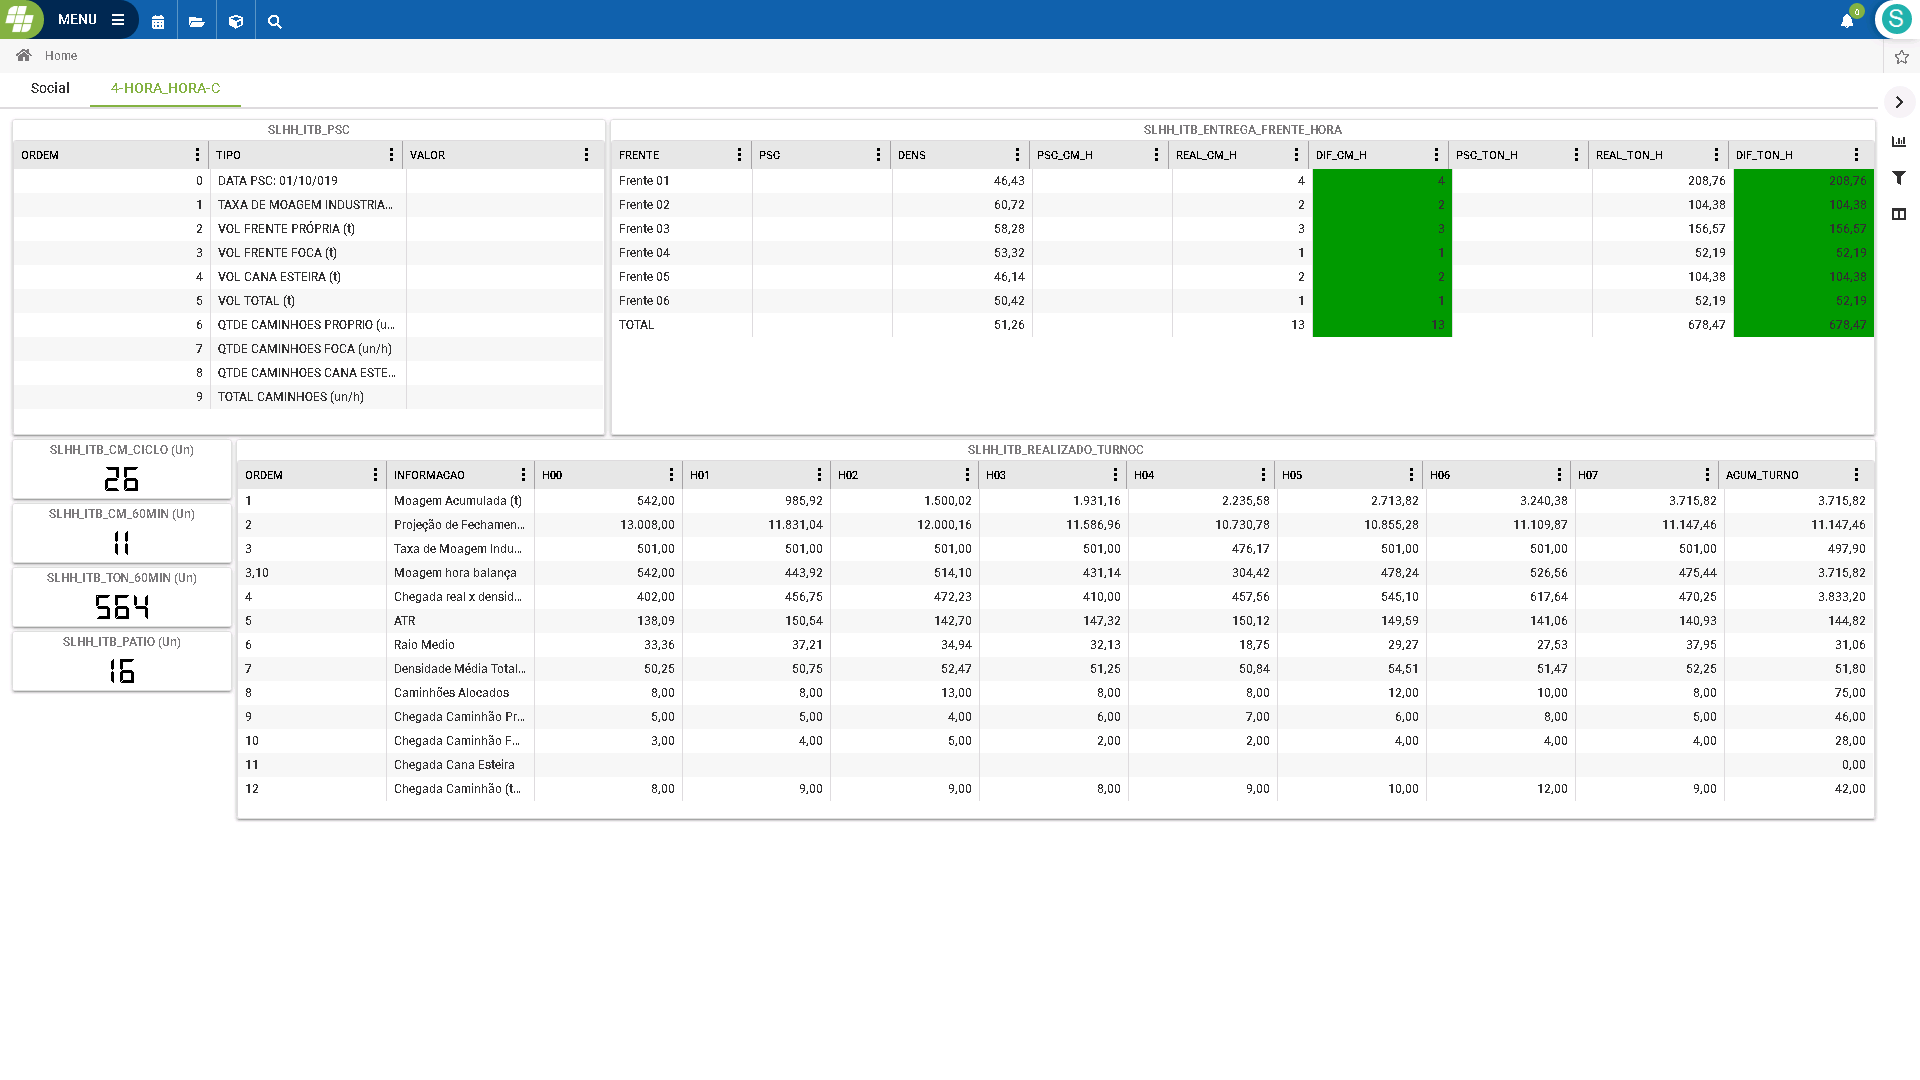 MENU
0
S
Home
Social 4-HORA_HORA-C
SLHH_ITB_PSC
ORDEM TIPO VALOR
0 DATA PSC: 01/10/019
1 TAXA DE MOAGEM INDUSTRIA...
2 VOL FRENTE PRÓPRIA (t)
3 VOL FRENTE FOCA (t)
4 VOL CANA ESTEIRA (t)
5 VOL TOTAL (t)
6 QTDE CAMINHOES PROPRIO (u...
7 QTDE CAMINHOES FOCA (un/h)
8 QTDE CAMINHOES CANA ESTE...
9 TOTAL CAMINHOES (un/h)
SLHH_ITB_ENTREGA_FRENTE_HORA
FRENTE PSC DENS PSC_CM_H REAL_CM_H DIF_CM_H PSC_TON_H REAL_TON_H DIF_TON_H
Frente 01 46,43 4 4 208,76 208,76
Frente 02 60,72 2 2 104,38 104,38
Frente 03 58,28 3 3 156,57 156,57
Frente 04 53,32 1 1 52,19 52,19
Frente 05 46,14 2 2 104,38 104,38
Frente 06 50,42 1 1 52,19 52,19
TOTAL 51,26 13 13 678,47 678,47
SLHH_ITB_CM_CICLO (Un)
26
SLHH_ITB_CM_60MIN (Un)
11
SLHH_ITB_TON_60MIN (Un)
564
SLHH_ITB_PATIO (Un)
16
SLHH_ITB_REALIZADO_TURNOC
ORDEM INFORMACAO H00 H01 H02 H03 H04 H05 H06 H07 ACUM_TURNO
1 Moagem Acumulada (t) 542,00 985,92 1.500,02 1.931,16 2.235,58 2.713,82 3.240,38 3.715,82 3.715,82
2 Projeção de Fechamen... 13.008,00 11.831,04 12.000,16 11.586,96 10.730,78 10.855,28 11.109,87 11.147,46 11.147,46
3 Taxa de Moagem Indu... 501,00 501,00 501,00 501,00 476,17 501,00 501,00 501,00 497,90
3,10 Moagem hora balança 542,00 443,92 514,10 431,14 304,42 478,24 526,56 475,44 3.715,82
4 Chegada real x densid... 402,00 456,75 472,23 410,00 457,56 545,10 617,64 470,25 3.833,20
5 ATR 138,09 150,54 142,70 147,32 150,12 149,59 141,06 140,93 144,82
6 Raio Medio 33,36 37,21 34,94 32,13 18,75 29,27 27,53 37,95 31,06
7 Densidade Média Total... 50,25 50,75 52,47 51,25 50,84 54,51 51,47 52,25 51,80
8 Caminhões Alocados 8,00 8,00 13,00 8,00 8,00 12,00 10,00 8,00 75,00
9 Chegada Caminhão Pr... 5,00 5,00 4,00 6,00 7,00 6,00 8,00 5,00 46,00
10 Chegada Caminhão F... 3,00 4,00 5,00 2,00 2,00 4,00 4,00 4,00 28,00
11 Chegada Cana Esteira 0,00
12 Chegada Caminhão (t... 8,00 9,00 9,00 8,00 9,00 10,00 12,00 9,00 42,00